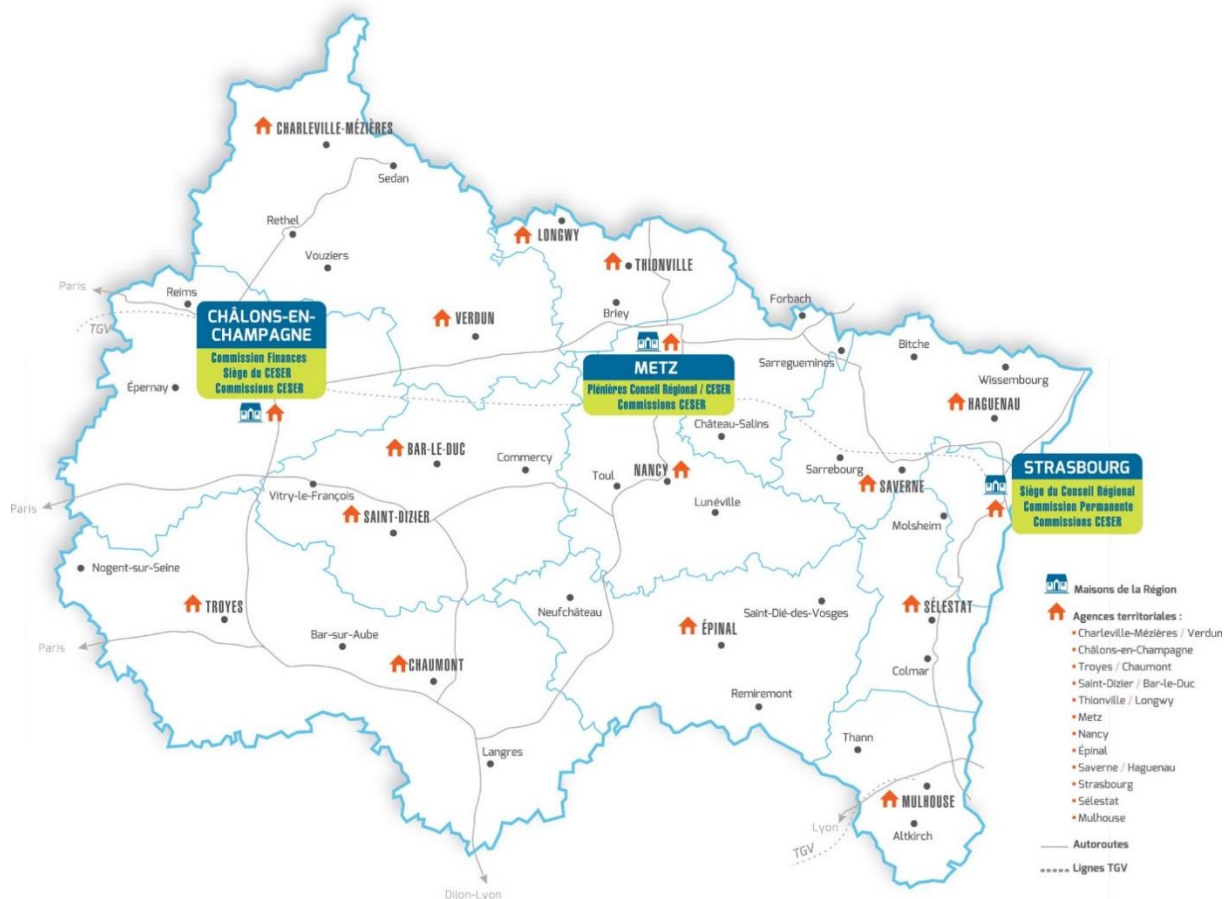 CHARLEVILLE-MÉZIÈRES
Sedan
Rethel
LONGWY
Vouziers
THIONVILLE
Paris
Reims
TGV
CHÂLONS-EN-
CHAMPAGNE
Commission Finances
Siège du CESER
Commissions CESER
VERDUN
Briey
Forbach
METZ
Plénières Conseil Régional / CESER
Commissions CESER
Sarreguemines
Bitche
Wissembourg
Épernay
HAGUENAU
Château-Salins
BAR-LE-DUC
Commercy
Toul
NANCY
Sarrebourg
SAVERNE
STRASBOURG
Siège du Conseil Régional
Commission Permanente
Commissions CESER
Paris
Vitry-le-François
SAINT-DIZIER
Lunéville
Molsheim
Nogent-sur-Seine
TROYES
Neufchâteau
Saint-Dié-des-Vosges
SÉLESTAT
Paris
Bar-sur-Aube
ÉPINAL
CHAUMONT
Colmar
Remiremont
Langres
Thann
MULHOUSE
Lyon
Altkirch
TGV
Dijon-Lyon
Maisons de la Région
Agences territoriales :
• Charleville-Mézières / Verdun
• Châlons-en-Champagne
• Troyes / Chaumont
• Saint-Dizier / Bar-le-Duc
• Thionville / Longwy
• Metz
• Nancy
• Épinal
• Saverne / Haguenau
• Strasbourg
• Sélestat
• Mulhouse
Autoroutes
Lignes TGV